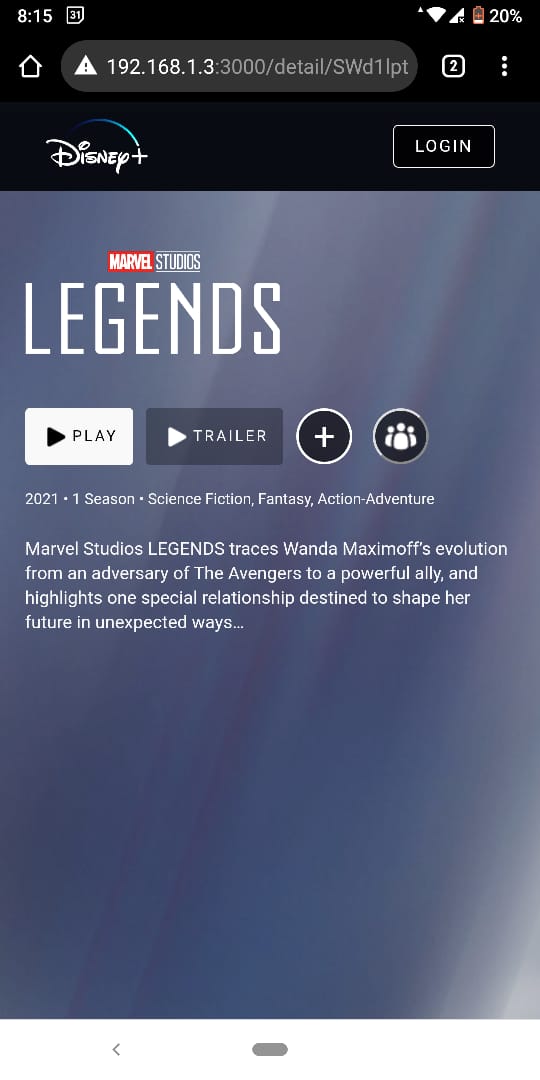 8:15 31 20%
192.168.1.3:3000/detail/SWd1lpt 2
Disney+ LOGIN
MARVEL STUDIOS
LEGENDS
PLAY TRAILER
2021 • 1 Season • Science Fiction, Fantasy, Action-Adventure
Marvel Studios LEGENDS traces Wanda Maximoff’s evolution
from an adversary of The Avengers to a powerful ally, and
highlights one special relationship destined to shape her
future in unexpected ways…